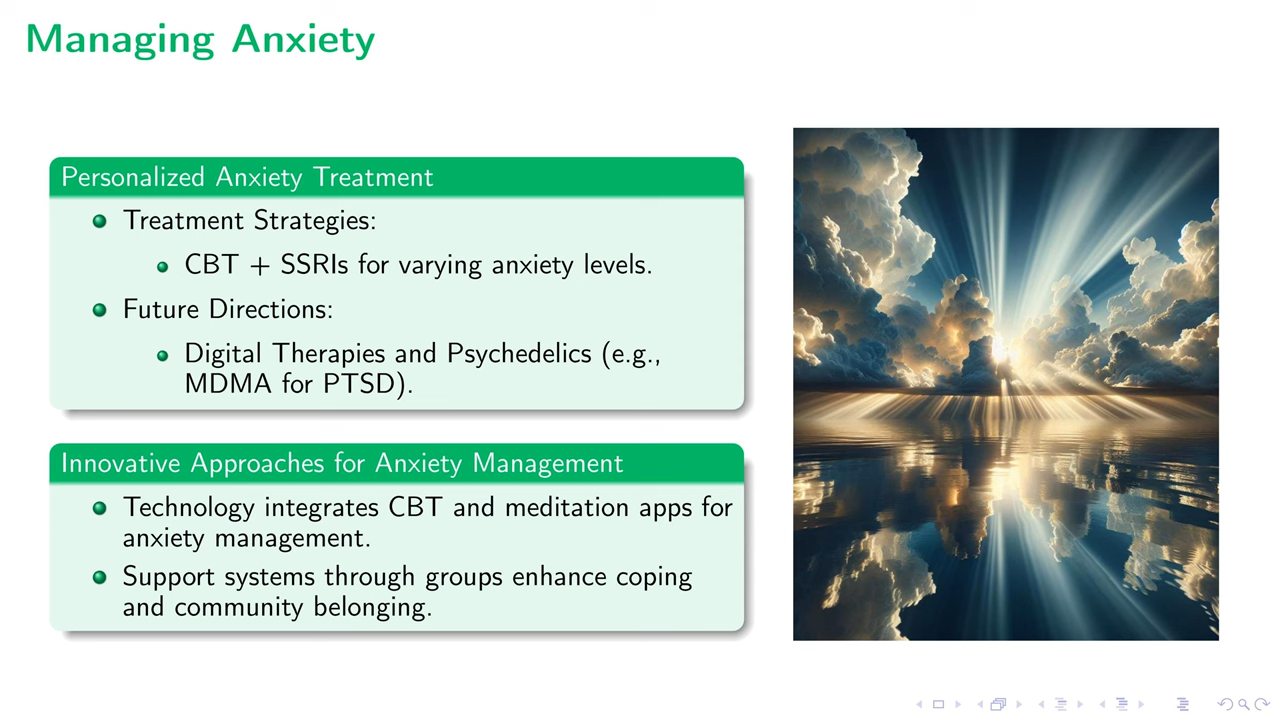 Managing Anxiety
Personalized Anxiety Treatment
Treatment Strategies:
CBT + SSRIs for varying anxiety levels.
Future Directions:
Digital Therapies and Psychedelics (e.g.,
MDMA for PTSD).
Innovative Approaches for Anxiety Management
Technology integrates CBT and meditation apps for
anxiety management.
Support systems through groups enhance coping
and community belonging.